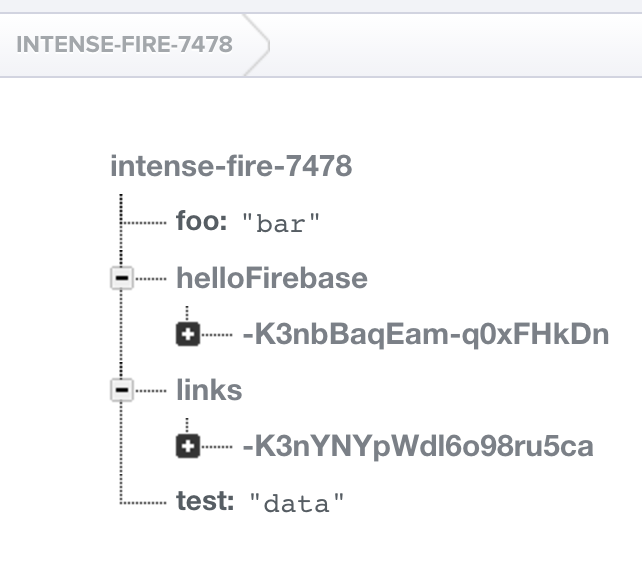 INTENSE-FIRE-7478
intense-fire-7478
foo: "bar"
helloFirebase
-K3nbBaqEam-q0xFHkDn
links
-K3nYNYpWdl6o98ru5ca
test: "data"